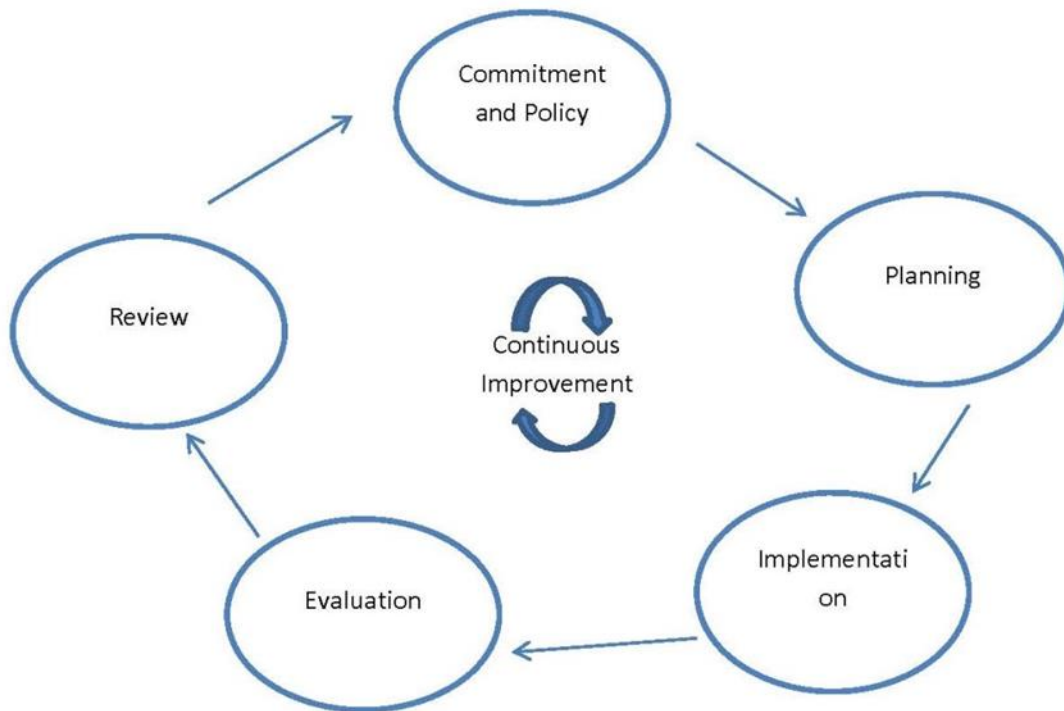 Commitment
and Policy
Planning
Implementati
on
Evaluation
Review
Continuous
Improvement